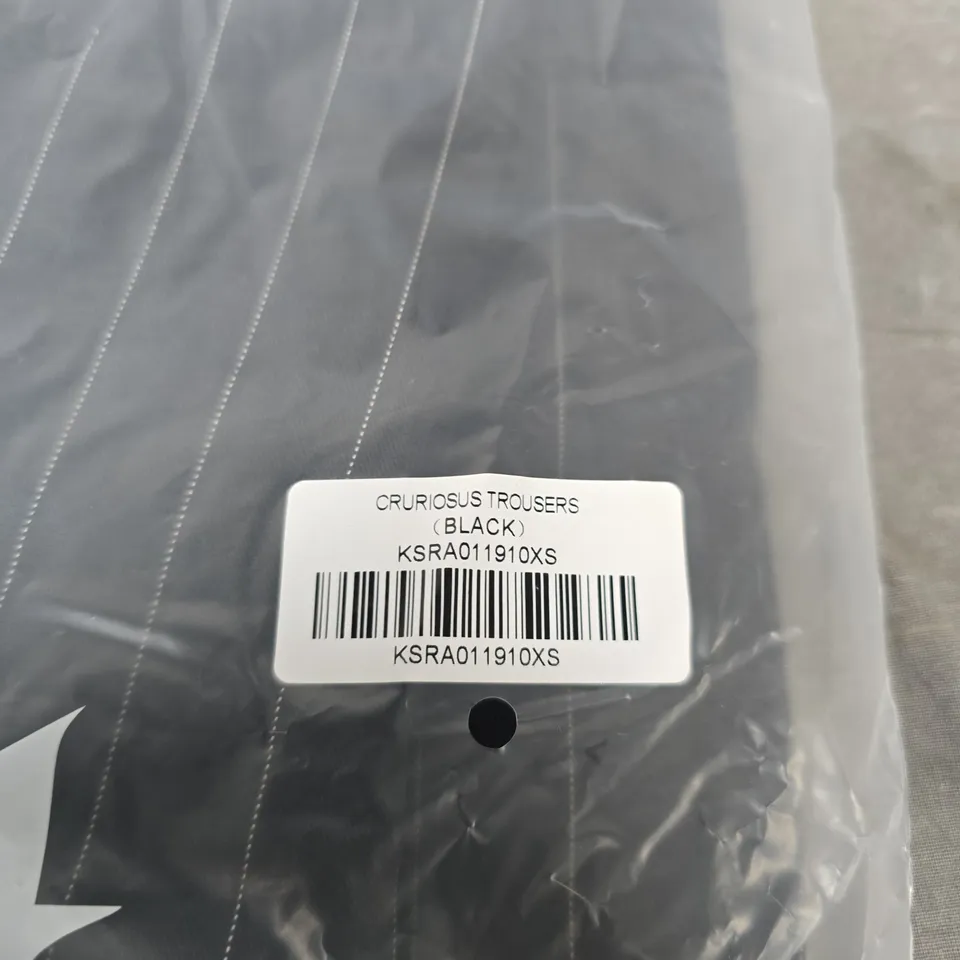 CRURIOSUS TROUSERS
（BLACK）
KSRA011910XS
KSRA011910XS